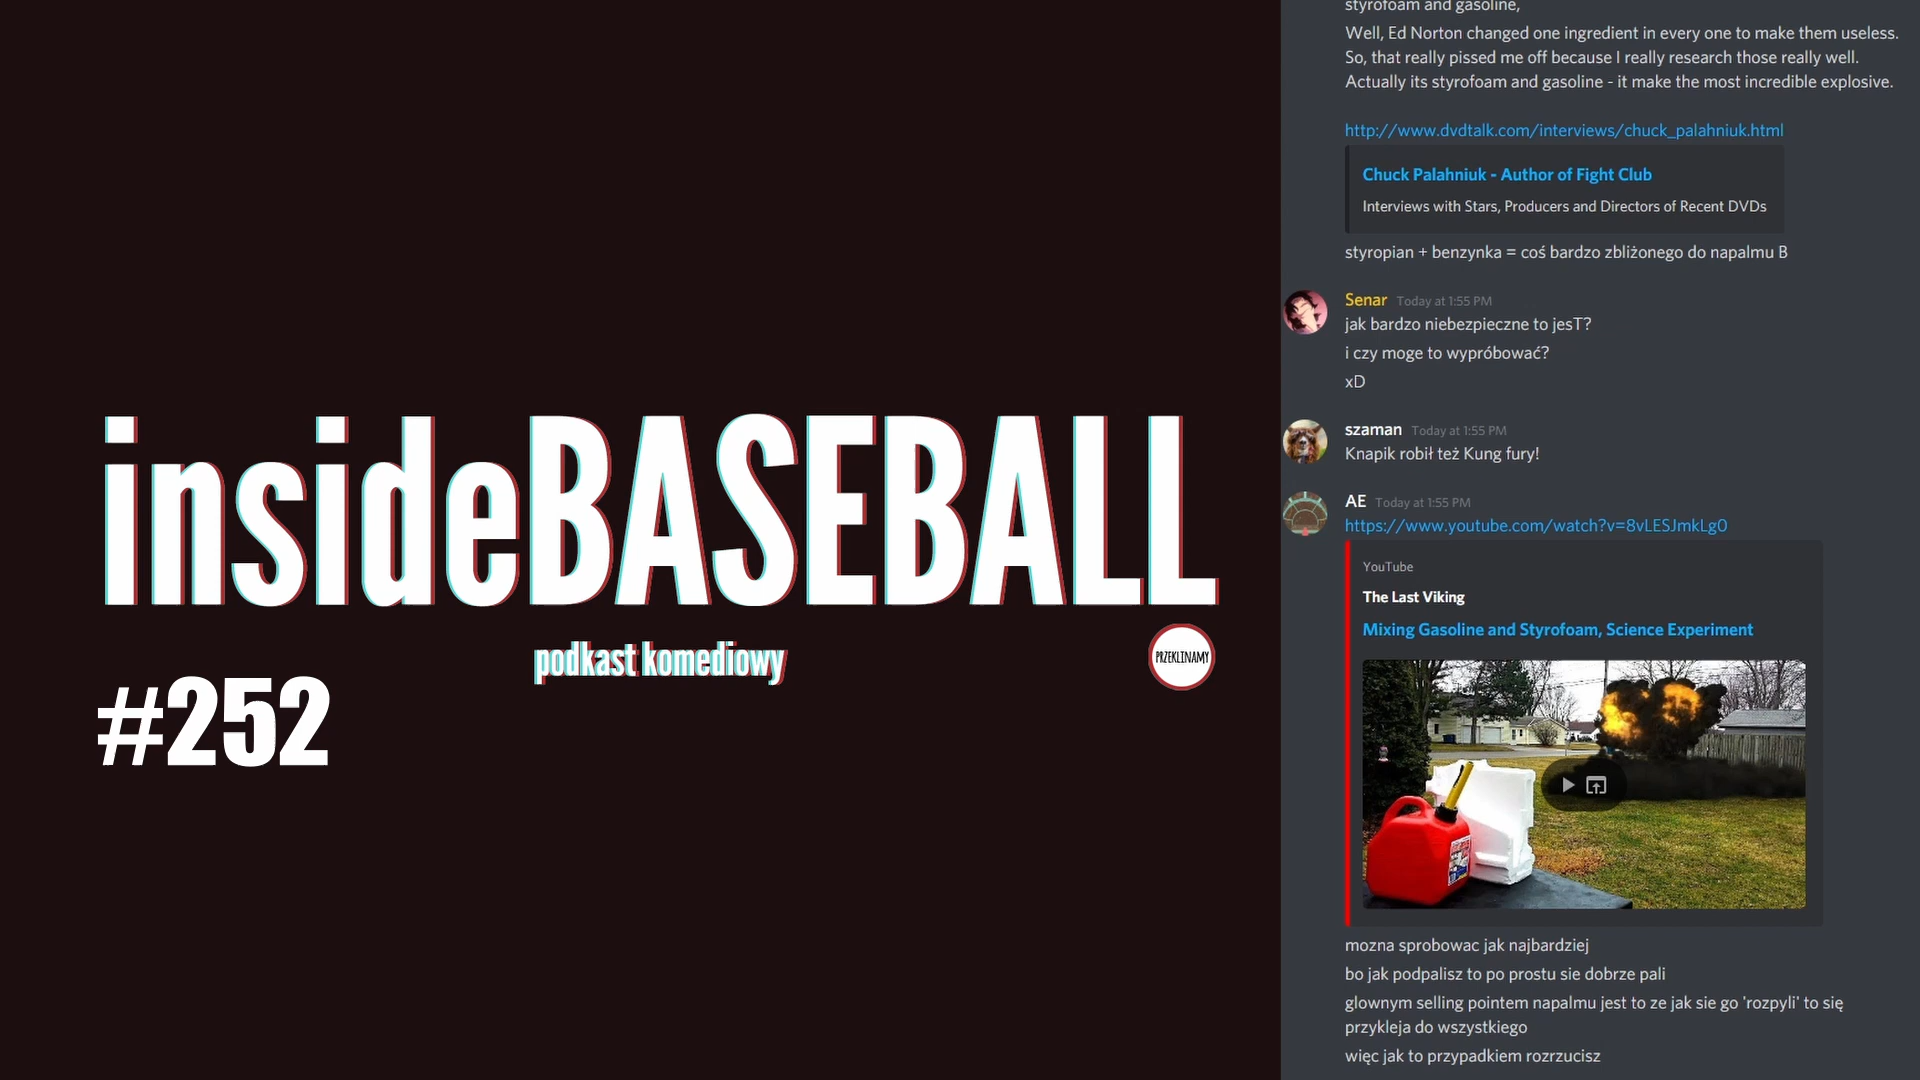 insideBASEBALL
podkast komediowy
PRZEKLINAMY
#252
styrofoam and gasoline,
Well, Ed Norton changed one ingredient in every one to make them useless.
So, that really pissed me off because I really research those really well.
Actually its styrofoam and gasoline - it make the most incredible explosive.
http://www.dvdtalk.com/interviews/chuck_palahniuk.html
Chuck Palahniuk - Author of Fight Club
Interviews with Stars, Producers and Directors of Recent DVDs
styropian + benzynka = coś bardzo zbliżonego do napalmu B
Senar Today at 1:55 PM
jak bardzo niebezpieczne to jesT?
i czy moge to wypróbować?
xD
szaman Today at 1:55 PM
Knapik robił też Kung fury!
AE Today at 1:55 PM
https://www.youtube.com/watch?v=8vLESJmkLg0
YouTube
The Last Viking
Mixing Gasoline and Styrofoam, Science Experiment
mozna sprobowac jak najbardziej
bo jak podpalisz to po prostu sie dobrze pali
glownym selling pointem napalmu jest to ze jak sie go 'rozpyli' to się
przykleja do wszystkiego
więc jak to przypadkiem rozrzucisz